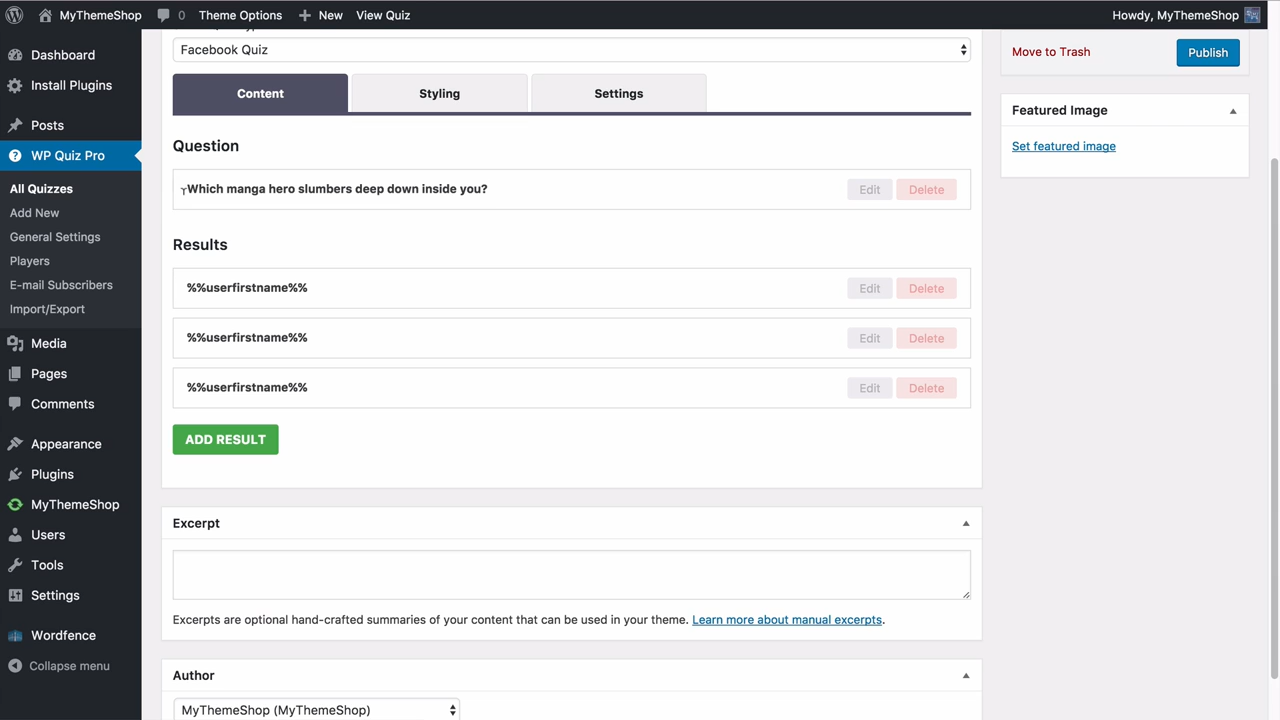 MyThemeShop 0 Theme Options New View Quiz Howdy, MyThemeShop
Dashboard
Install Plugins
Posts
WP Quiz Pro
All Quizzes
Add New
General Settings
Players
E-mail Subscribers
Import/Export
Media
Pages
Comments
Appearance
Plugins
MyThemeShop
Users
Tools
Settings
Wordfence
Collapse menu
Facebook Quiz
Content Styling Settings
Question
Which manga hero slumbers deep down inside you? Edit Delete
Results
%%userfirstname%% Edit Delete
%%userfirstname%% Edit Delete
%%userfirstname%% Edit Delete
ADD RESULT
Excerpt
Excerpts are optional hand-crafted summaries of your content that can be used in your theme. Learn more about manual excerpts.
Author
MyThemeShop (MyThemeShop)
Move to Trash Publish
Featured Image
Set featured image